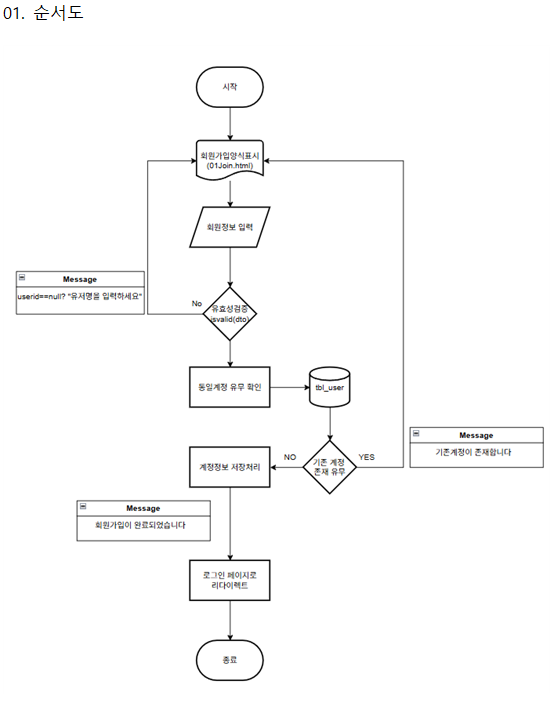 01. 순서도
시작
회원가입양식표시
(01Join.html)
회원정보 입력
Message
userid==null? "유저명을 입력하세요"
No
유효성검증
isvalid(dto)
동일계정 유무 확인
tbl_user
Message
기존계정이 존재합니다
계정정보 저장처리
NO
기존 계정
존재 유무
YES
Message
회원가입이 완료되었습니다
로그인 페이지로
리다이렉트
종료